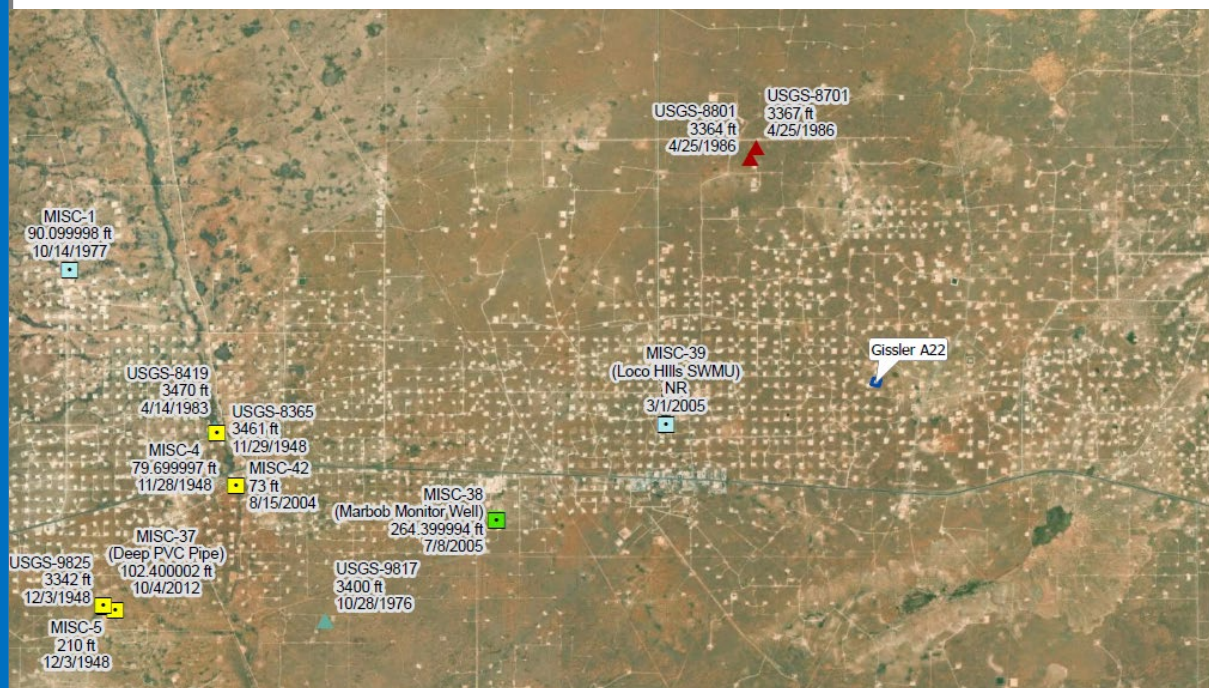 USGS-8701
3367 ft
4/25/1986
USGS-8801
3364 ft
4/25/1986
MISC-1
90.099998 ft
10/14/1977
Gissler A22
MISC-39
(Loco HIlls SWMU)
NR
3/1/2005
USGS-8419
3470 ft
4/14/1983
USGS-8365
3461 ft
11/29/1948
MISC-4
79.699997 ft
11/28/1948
MISC-42
73 ft
8/15/2004
MISC-38
(Marbob Monitor Well)
264.399994 ft
7/8/2005
MISC-37
(Deep PVC Pipe)
102.400002 ft
10/4/2012
USGS-9825
3342 ft
12/3/1948
USGS-9817
3400 ft
10/28/1976
MISC-5
210 ft
12/3/1948